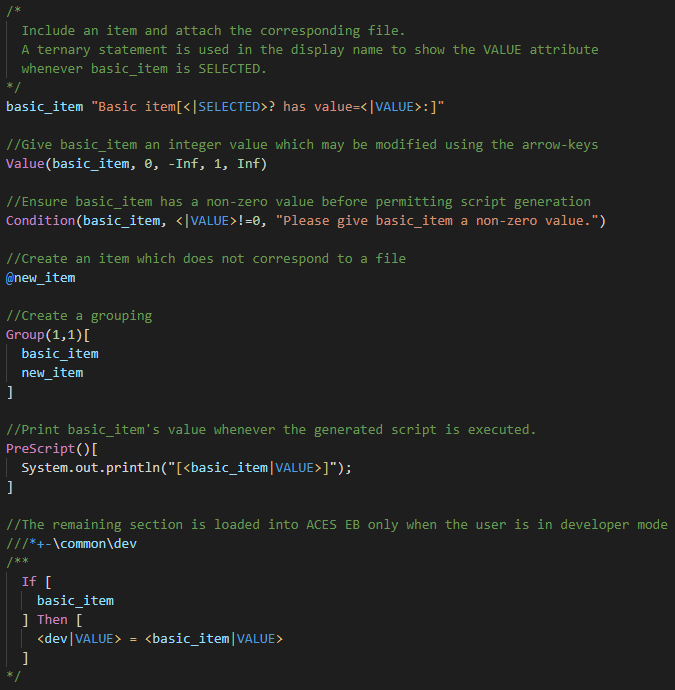 /*
  Include an item and attach the corresponding file.
  A ternary statement is used in the display name to show the VALUE attribute
  whenever basic_item is SELECTED.
*/
basic_item "Basic item[<|SELECTED>? has value=<|VALUE>:]"

//Give basic_item an integer value which may be modified using the arrow-keys
Value(basic_item, 0, -Inf, 1, Inf)

//Ensure basic_item has a non-zero value before permitting script generation
Condition(basic_item, <|VALUE>!=0, "Please give basic_item a non-zero value.")

//Create an item which does not correspond to a file
@new_item

//Create a grouping
Group(1,1)[
  basic_item
  new_item
]

//Print basic_item's value whenever the generated script is executed.
PreScript()[
  System.out.println("[<basic_item|VALUE>]");
]

//The remaining section is loaded into ACES EB only when the user is in developer mode
///*+-\common\dev
/**
  If [
    basic_item
  ] Then [
    <dev|VALUE> = <basic_item|VALUE>
  ]
*/